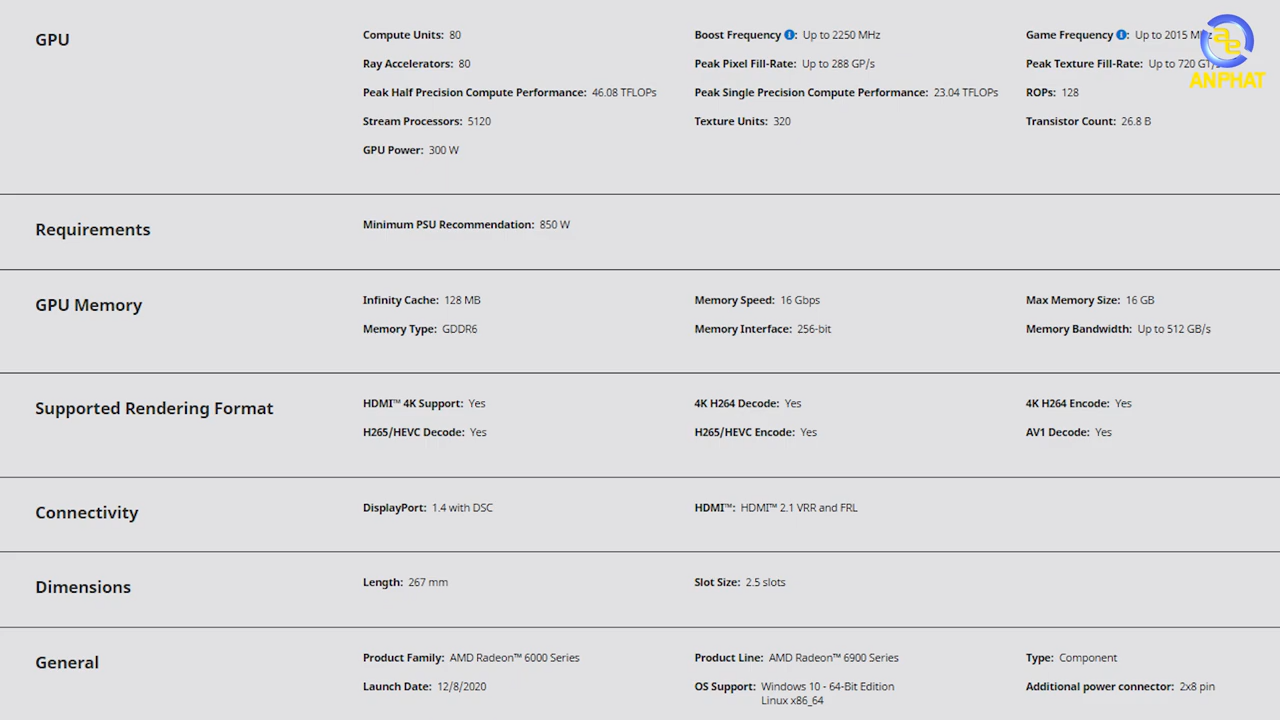 GPU
Compute Units: 80
Boost Frequency i: Up to 2250 MHz
Game Frequency i: Up to 2015 MHz
Ray Accelerators: 80
Peak Pixel Fill-Rate: Up to 288 GP/s
Peak Texture Fill-Rate: Up to 720 GT/s
Peak Half Precision Compute Performance: 46.08 TFLOPs
Peak Single Precision Compute Performance: 23.04 TFLOPs
ROPs: 128
Stream Processors: 5120
Texture Units: 320
Transistor Count: 26.8 B
GPU Power: 300 W
ae
ANPHAT
Requirements
Minimum PSU Recommendation: 850 W
GPU Memory
Infinity Cache: 128 MB
Memory Speed: 16 Gbps
Max Memory Size: 16 GB
Memory Type: GDDR6
Memory Interface: 256-bit
Memory Bandwidth: Up to 512 GB/s
Supported Rendering Format
HDMI™ 4K Support: Yes
4K H264 Decode: Yes
4K H264 Encode: Yes
H265/HEVC Decode: Yes
H265/HEVC Encode: Yes
AV1 Decode: Yes
Connectivity
DisplayPort: 1.4 with DSC
HDMI™: HDMI™ 2.1 VRR and FRL
Dimensions
Length: 267 mm
Slot Size: 2.5 slots
General
Product Family: AMD Radeon™ 6000 Series
Product Line: AMD Radeon™ 6900 Series
Type: Component
Launch Date: 12/8/2020
OS Support: Windows 10 - 64-Bit Edition
Linux x86_64
Additional power connector: 2x8 pin